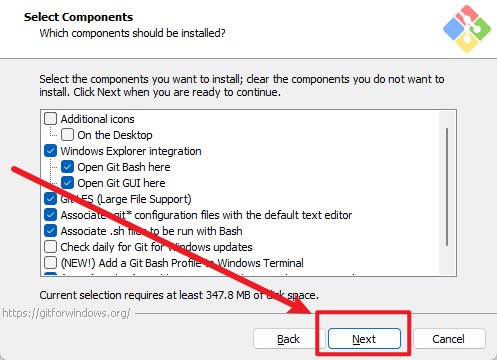 Select Components
Which components should be installed?
Select the components you want to install; clear the components you do not want to
install. Click Next when you are ready to continue.
Additional icons
On the Desktop
Windows Explorer integration
Open Git Bash here
Open Git GUI here
Git LFS (Large File Support)
Associate .git* configuration files with the default text editor
Associate .sh files to be run with Bash
Check daily for Git for Windows updates
(NEW!) Add a Git Bash Profile to Windows Terminal
Current selection requires at least 347.8 MB of disk space.
https://gitforwindows.org/
Back
Next
Cancel